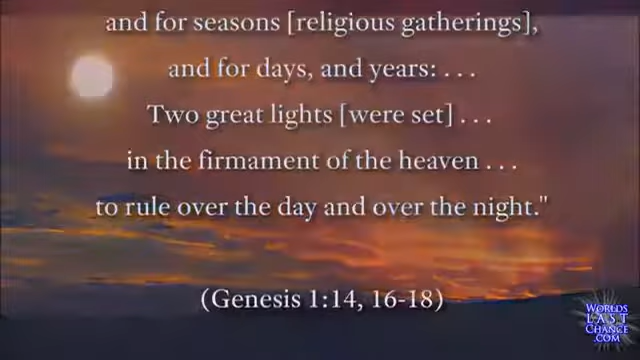 and for seasons [religious gatherings],
and for days, and years: . . .
Two great lights [were set] . . .
in the firmament of the heaven . . .
to rule over the day and over the night."
(Genesis 1:14, 16-18)
WORLDS
LAST
CHANCE
.COM